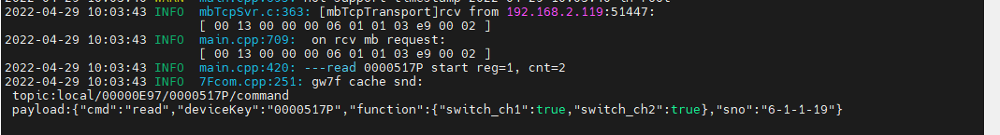 2022-04-29 10:03:43 INFO  mbTcpSvr.c:363: [mbTcpTransport]rcv from 192.168.2.119:51447:
[ 00 13 00 00 00 06 01 01 03 e9 00 02 ]
2022-04-29 10:03:43 INFO  main.cpp:709:  on rcv mb request:
[ 00 13 00 00 00 06 01 01 03 e9 00 02 ]
2022-04-29 10:03:43 INFO  main.cpp:420: ---read 0000517P start reg=1, cnt=2
2022-04-29 10:03:43 INFO  7Fcom.cpp:251: gw7f cache snd:
topic:local/00000E97/0000517P/command
payload:{"cmd":"read","deviceKey":"0000517P","function":{"switch_ch1":true,"switch_ch2":true},"sno":"6-1-1-19"}